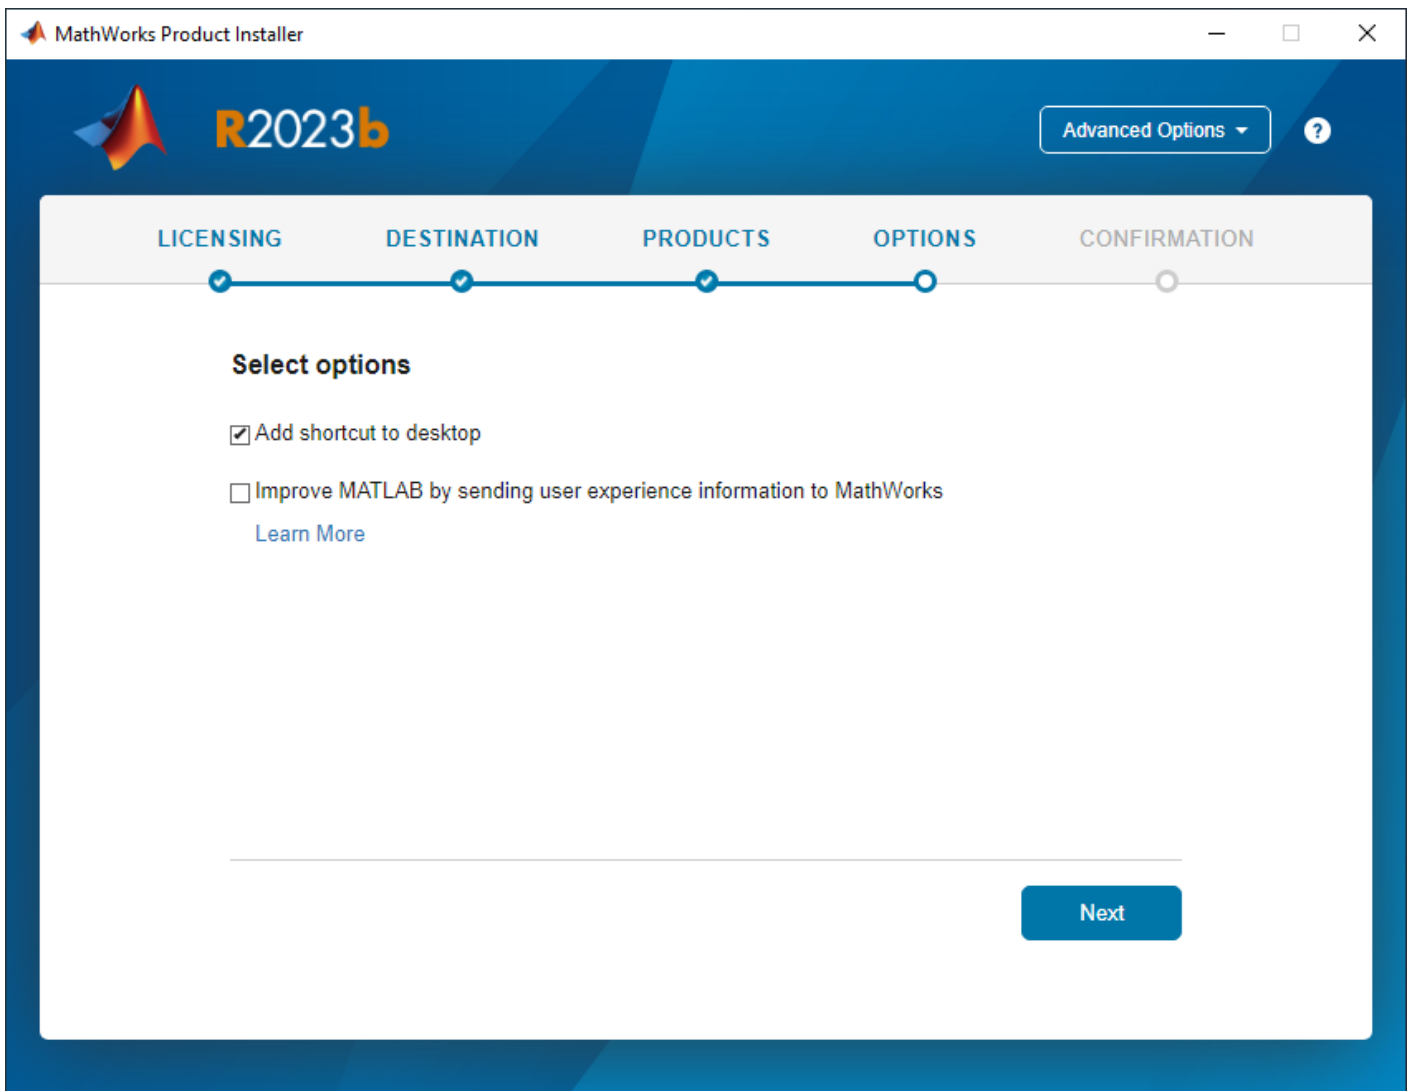 MathWorks Product Installer
R2023b
Advanced Options
?
LICENSING DESTINATION PRODUCTS OPTIONS CONFIRMATION
Select options
Add shortcut to desktop
Improve MATLAB by sending user experience information to MathWorks
Learn More
Next